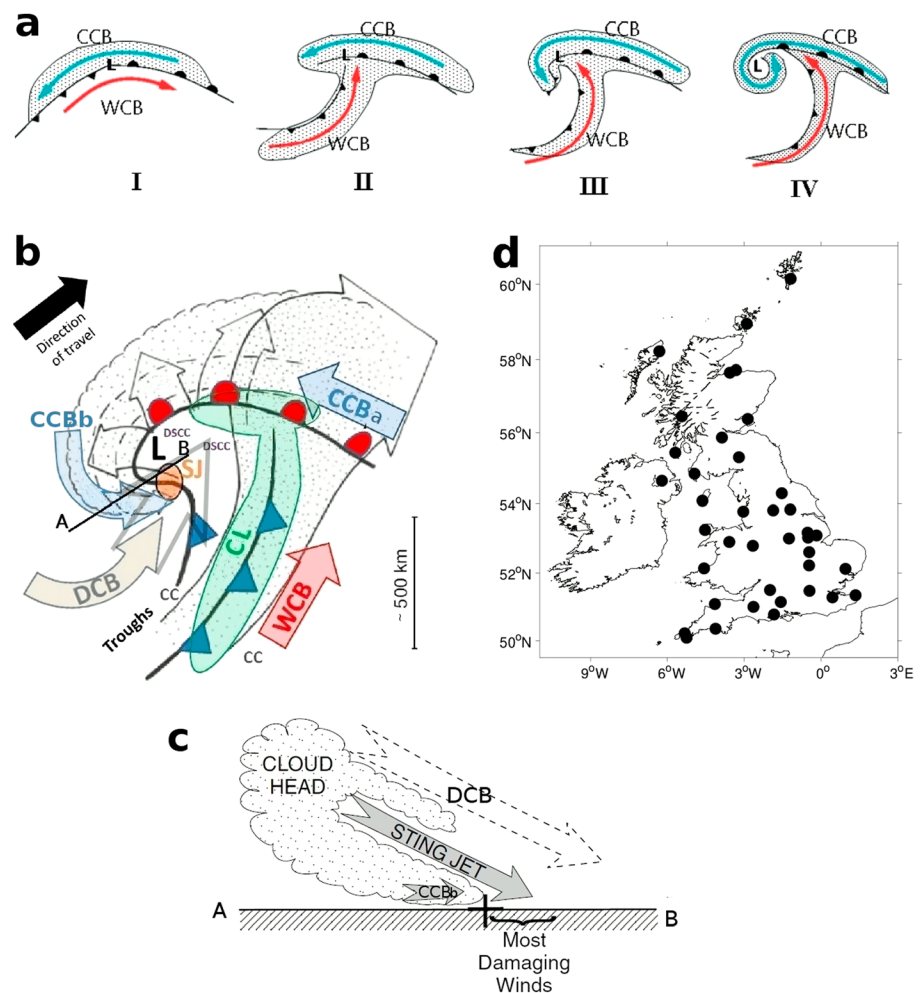 a
CCB
L
WCB
I
CCB
L
WCB
II
CCB
L
WCB
III
CCB
L
WCB
IV
b
Direction
of travel
CCBb
CCBa
DSCC
L
B
DSCC
SJ
A
DCB
CL
WCB
CC
CC
Troughs
~ 500 km
d
60°N
58°N
56°N
54°N
52°N
50°N
9°W
6°W
3°W
0°
3°E
c
CLOUD
HEAD
DCB
STING JET
CCBb
A
B
Most
Damaging
Winds